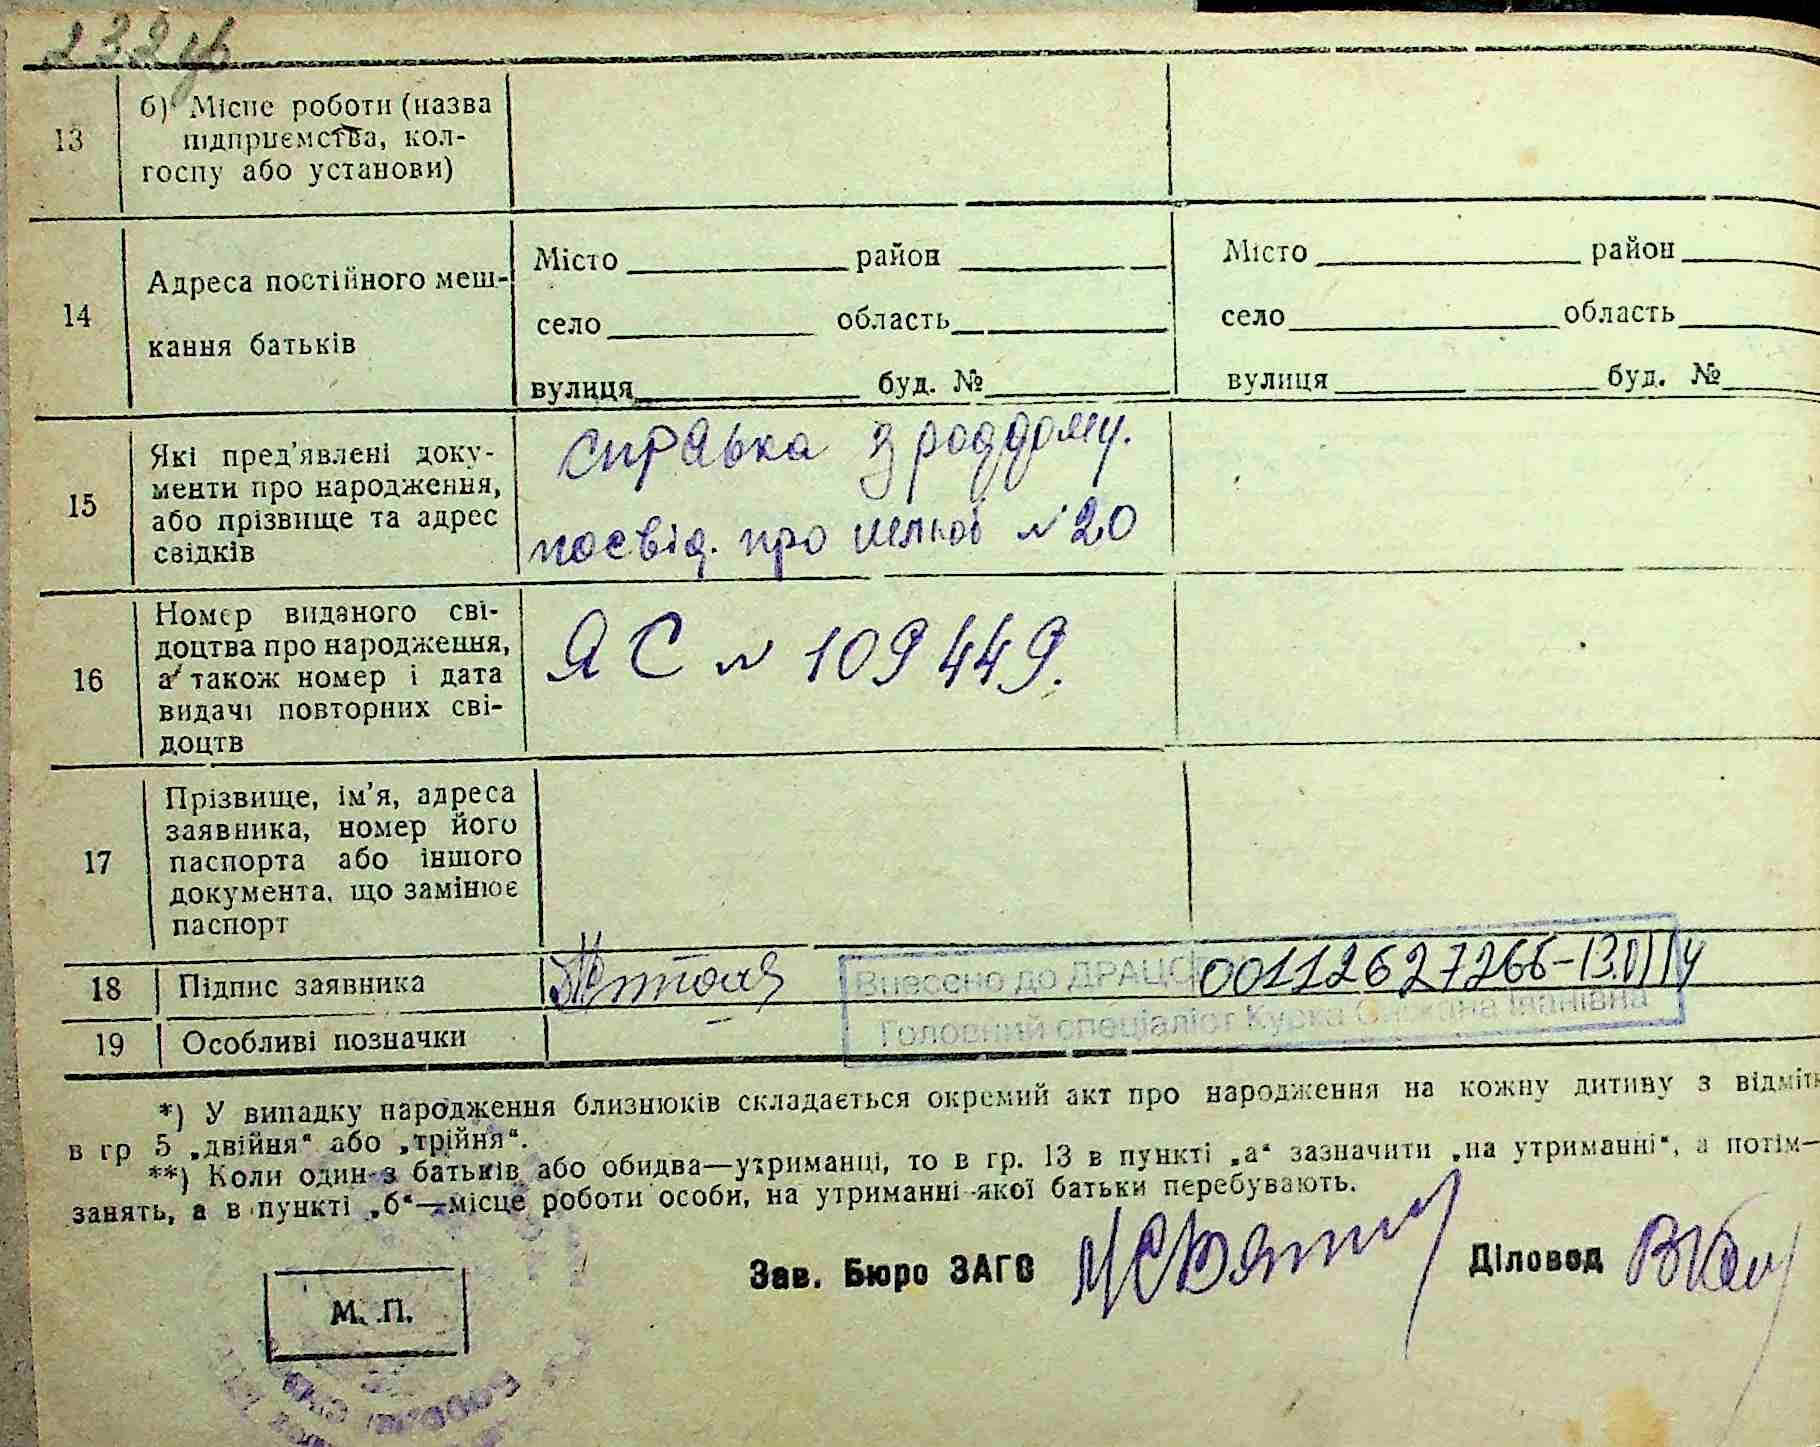 232
13
б) Місце роботи (назва
підприємства, кол-
госпу або установи)
14
Адреса постійного меш-
кання батьків
Місто район
село область
вулиця буд. №
Місто район
село область
вулиця буд. №
15
Які пред'явлені доку-
менти про народження,
або прізвище та адрес
свідків
справка з роддому.
посвід. про шлюб №20
16
Номер виданого сві-
доцтва про народження,
а також номер і дата
видачі повторних сві-
доцтв
ЯС № 109449.
17
Прізвище, ім'я, адреса
заявника, номер його
паспорта або іншого
документа, що замінює
паспорт
18
Підпис заявника
Внесено до ДРАЦС 00112627266-13.
Головний спеціаліст Курка Іванівна
19
Особливі позначки
*) У випадку народження близнюків складається окремий акт про народження на кожну дитину з відміт
в гр 5 „двійня“ або „трійня“.
**) Коли один з батьків або обидва—утриманці, то в гр. 13 в пункті „а“ зазначити „на утриманні“, а потім—
занять, а в пункті „б“—місце роботи особи, на утриманні якої батьки перебувають.
Зав. Бюро ЗАГС
Діловод
М. П.